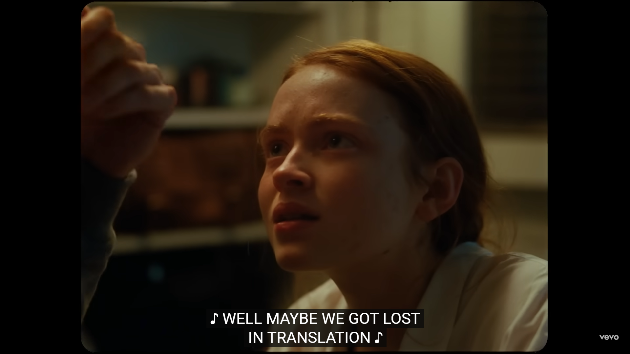 ♪ WELL MAYBE WE GOT LOST
IN TRANSLATION ♪
vevo